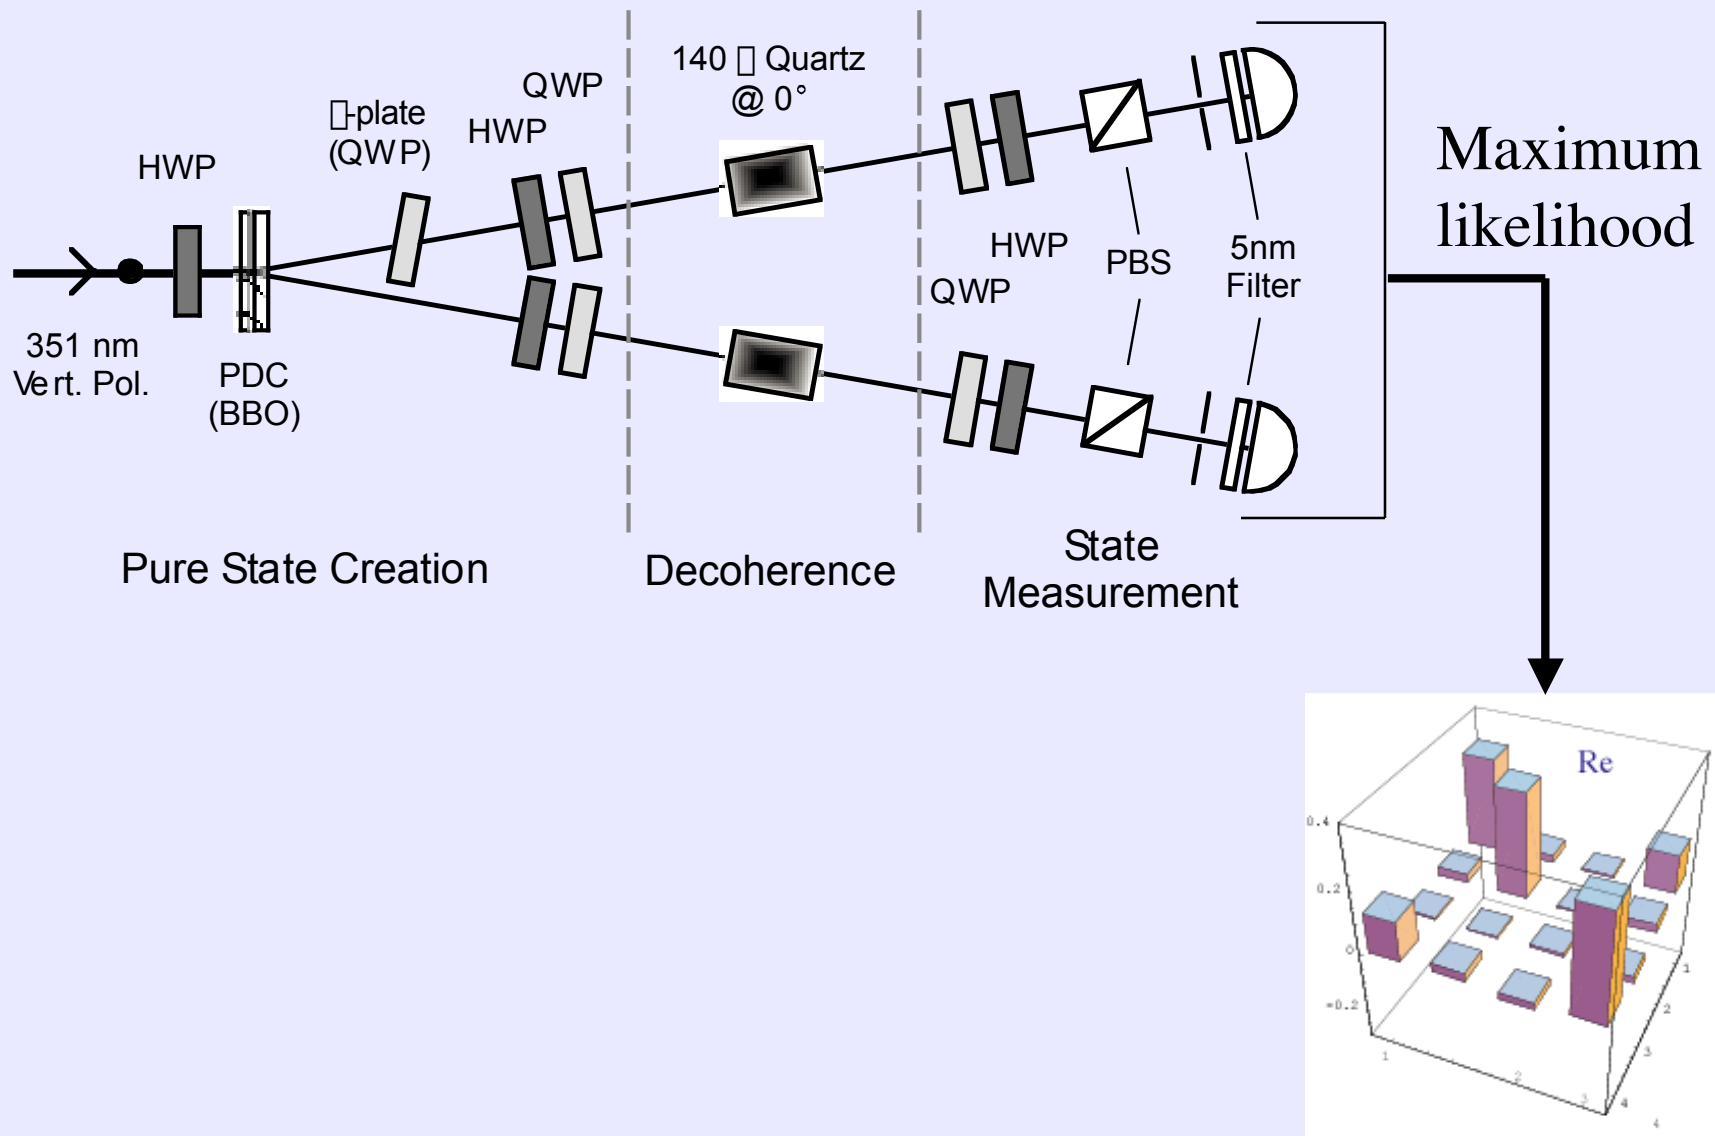 HWP
351 nm
Vert. Pol.
PDC
(BBO)
▯-plate
(QWP)
HWP
QWP
140 ▯ Quartz
@ 0°
QWP
HWP
PBS
5nm
Filter
Pure State Creation
Decoherence
State
Measurement
Maximum
likelihood
Re
0.4
0.2
0
-0.2
1
2
3
4
1
2
3
4